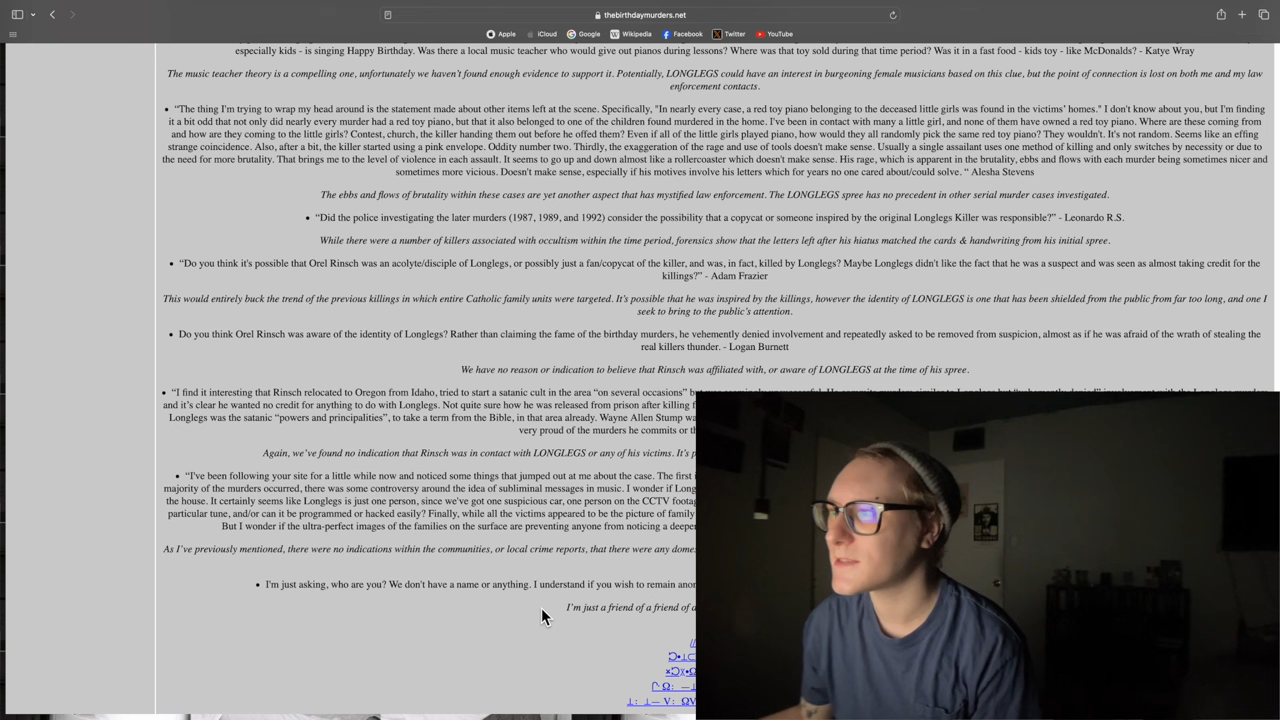 thebirthdaymurders.net
Apple iCloud Google Wikipedia Facebook Twitter YouTube
especially kids - is singing Happy Birthday. Was there a local music teacher who would give out pianos during lessons? Where was that toy sold during that time period? Was it in a fast food - kids toy - like McDonalds? - Katye Wray
The music teacher theory is a compelling one, unfortunately we haven't found enough evidence to support it. Potentially, LONGLEGS could have an interest in burgeoning female musicians based on this clue, but the point of connection is lost on both me and my law
enforcement contacts.
• “The thing I'm trying to wrap my head around is the statement made about other items left at the scene. Specifically, "In nearly every case, a red toy piano belonging to the deceased little girls was found in the victims’ homes." I don't know about you, but I'm finding
it a bit odd that not only did nearly every murder had a red toy piano, but that it also belonged to one of the children found murdered in the home. I've been in contact with many a little girl, and none of them have owned a red toy piano. Where are these coming from
and how are they coming to the little girls? Contest, church, the killer handing them out before he offed them? Even if all of the little girls played piano, how would they all randomly pick the same red toy piano? They wouldn't. It's not random. Seems like an effing
strange coincidence. Also, after a bit, the killer started using a pink envelope. Oddity number two. Thirdly, the exaggeration of the rage and use of tools doesn't make sense. Usually a single assailant uses one method of killing and only switches by necessity or due to
the need for more brutality. That brings me to the level of violence in each assault. It seems to go up and down almost like a rollercoaster which doesn't make sense. His rage, which is apparent in the brutality, ebbs and flows with each murder being sometimes nicer and
sometimes more vicious. Doesn't make sense, especially if his motives involve his letters which for years no one cared about/could solve. “ Alesha Stevens
The ebbs and flows of brutality within these cases are yet another aspect that has mystified law enforcement. The LONGLEGS spree has no precedent in other serial murder cases investigated.
• “Did the police investigating the later murders (1987, 1989, and 1992) consider the possibility that a copycat or someone inspired by the original Longlegs Killer was responsible?” - Leonardo R.S.
While there were a number of killers associated with occultism within the time period, forensics show that the letters left after his hiatus matched the cards & handwriting from his initial spree.
• “Do you think it's possible that Orel Rinsch was an acolyte/disciple of Longlegs, or possibly just a fan/copycat of the killer, and was, in fact, killed by Longlegs? Maybe Longlegs didn't like the fact that he was a suspect and was seen as almost taking credit for the
killings?” - Adam Frazier
This would entirely buck the trend of the previous killings in which entire Catholic family units were targeted. It's possible that he was inspired by the killings, however the identity of LONGLEGS is one that has been shielded from the public from far too long, and one I
seek to bring to the public’s attention.
• Do you think Orel Rinsch was aware of the identity of Longlegs? Rather than claiming the fame of the birthday murders, he vehemently denied involvement and repeatedly asked to be removed from suspicion, almost as if he was afraid of the wrath of stealing the
real killers thunder. - Logan Burnett
We have no reason or indication to believe that Rinsch was affiliated with, or aware of LONGLEGS at the time of his spree.
• “I find it interesting that Rinsch relocated to Oregon from Idaho, tried to start a satanic cult in the area “on several occasions”
and it’s clear he wanted no credit for anything to do with Longlegs. Not quite sure how he was released from prison after killing
Longlegs was the satanic “powers and principalities”, to take a term from the Bible, in that area already. Wayne Allen Stump
very proud of the murders he commits or
Again, we’ve found no indication that Rinsch was in contact with LONGLEGS or any of his victims. It's
• “I've been following your site for a little while now and noticed some things that jumped out at me about the case. The first
majority of the murders occurred, there was some controversy around the idea of subliminal messages in music. I wonder if
the house. It certainly seems like Longlegs is just one person, since we've got one suspicious car, one person on the CCTV
particular tune, and/or can it be programmed or hacked easily? Finally, while all the victims appeared to be the picture of
But I wonder if the ultra-perfect images of the families on the surface are preventing anyone from noticing a
As I’ve previously mentioned, there were no indications within the communities, or local crime reports, that there were any
• I'm just asking, who are you? We don't have a name or anything. I understand if you wish to remain
I’m just a friend of a friend of